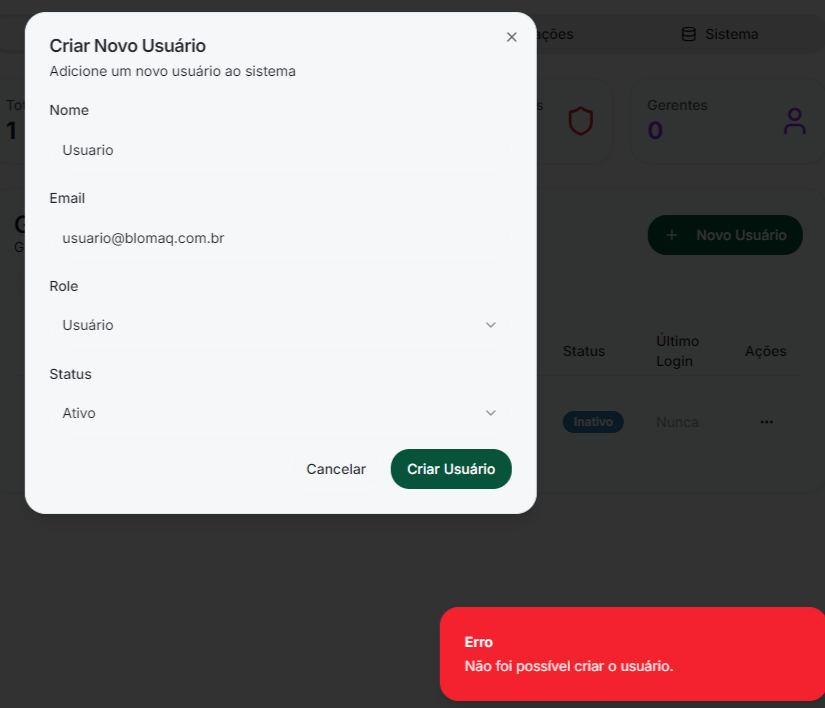 Criar Novo Usuário
Adicione um novo usuário ao sistema
Nome
Usuario
Email
usuario@blomaq.com.br
Role
Usuário
Status
Ativo
Cancelar
Criar Usuário
Sistema
1
Gerentes
0
+ Novo Usuário
Status
Último
Login
Ações
Inativo
Nunca
...
Erro
Não foi possível criar o usuário.